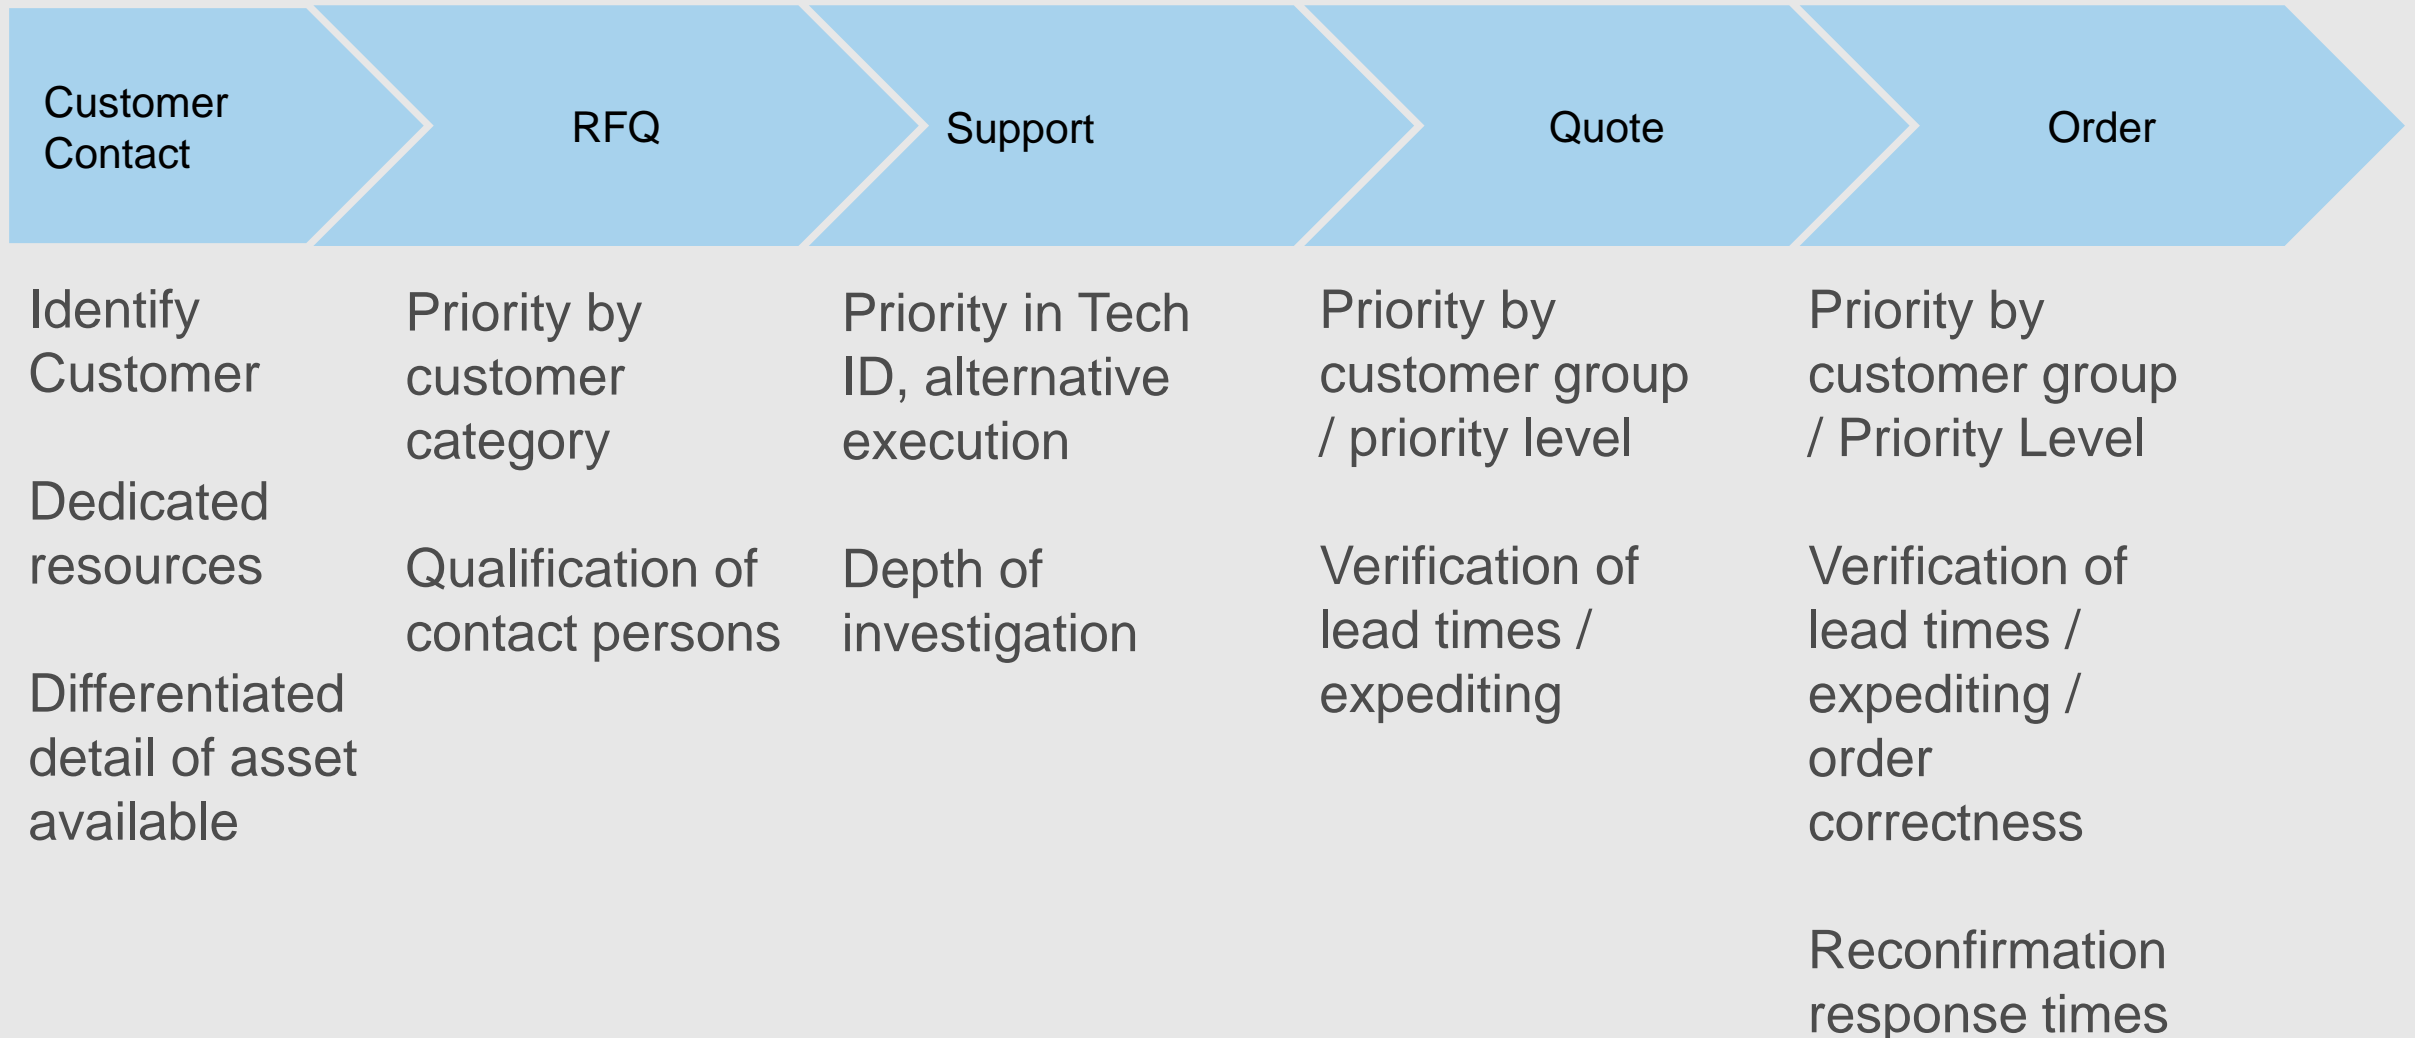 Customer
Contact
RFQ
Support
Quote
Order
Identify
Customer
Dedicated
resources
Differentiated
detail of asset
available
Priority by
customer
category
Qualification of
contact persons
Priority in Tech
ID, alternative
execution
Depth of
investigation
Priority by
customer group
/ priority level
Verification of
lead times /
expediting
Priority by
customer group
/ Priority Level
Verification of
lead times /
expediting /
order
correctness
Reconfirmation
response times